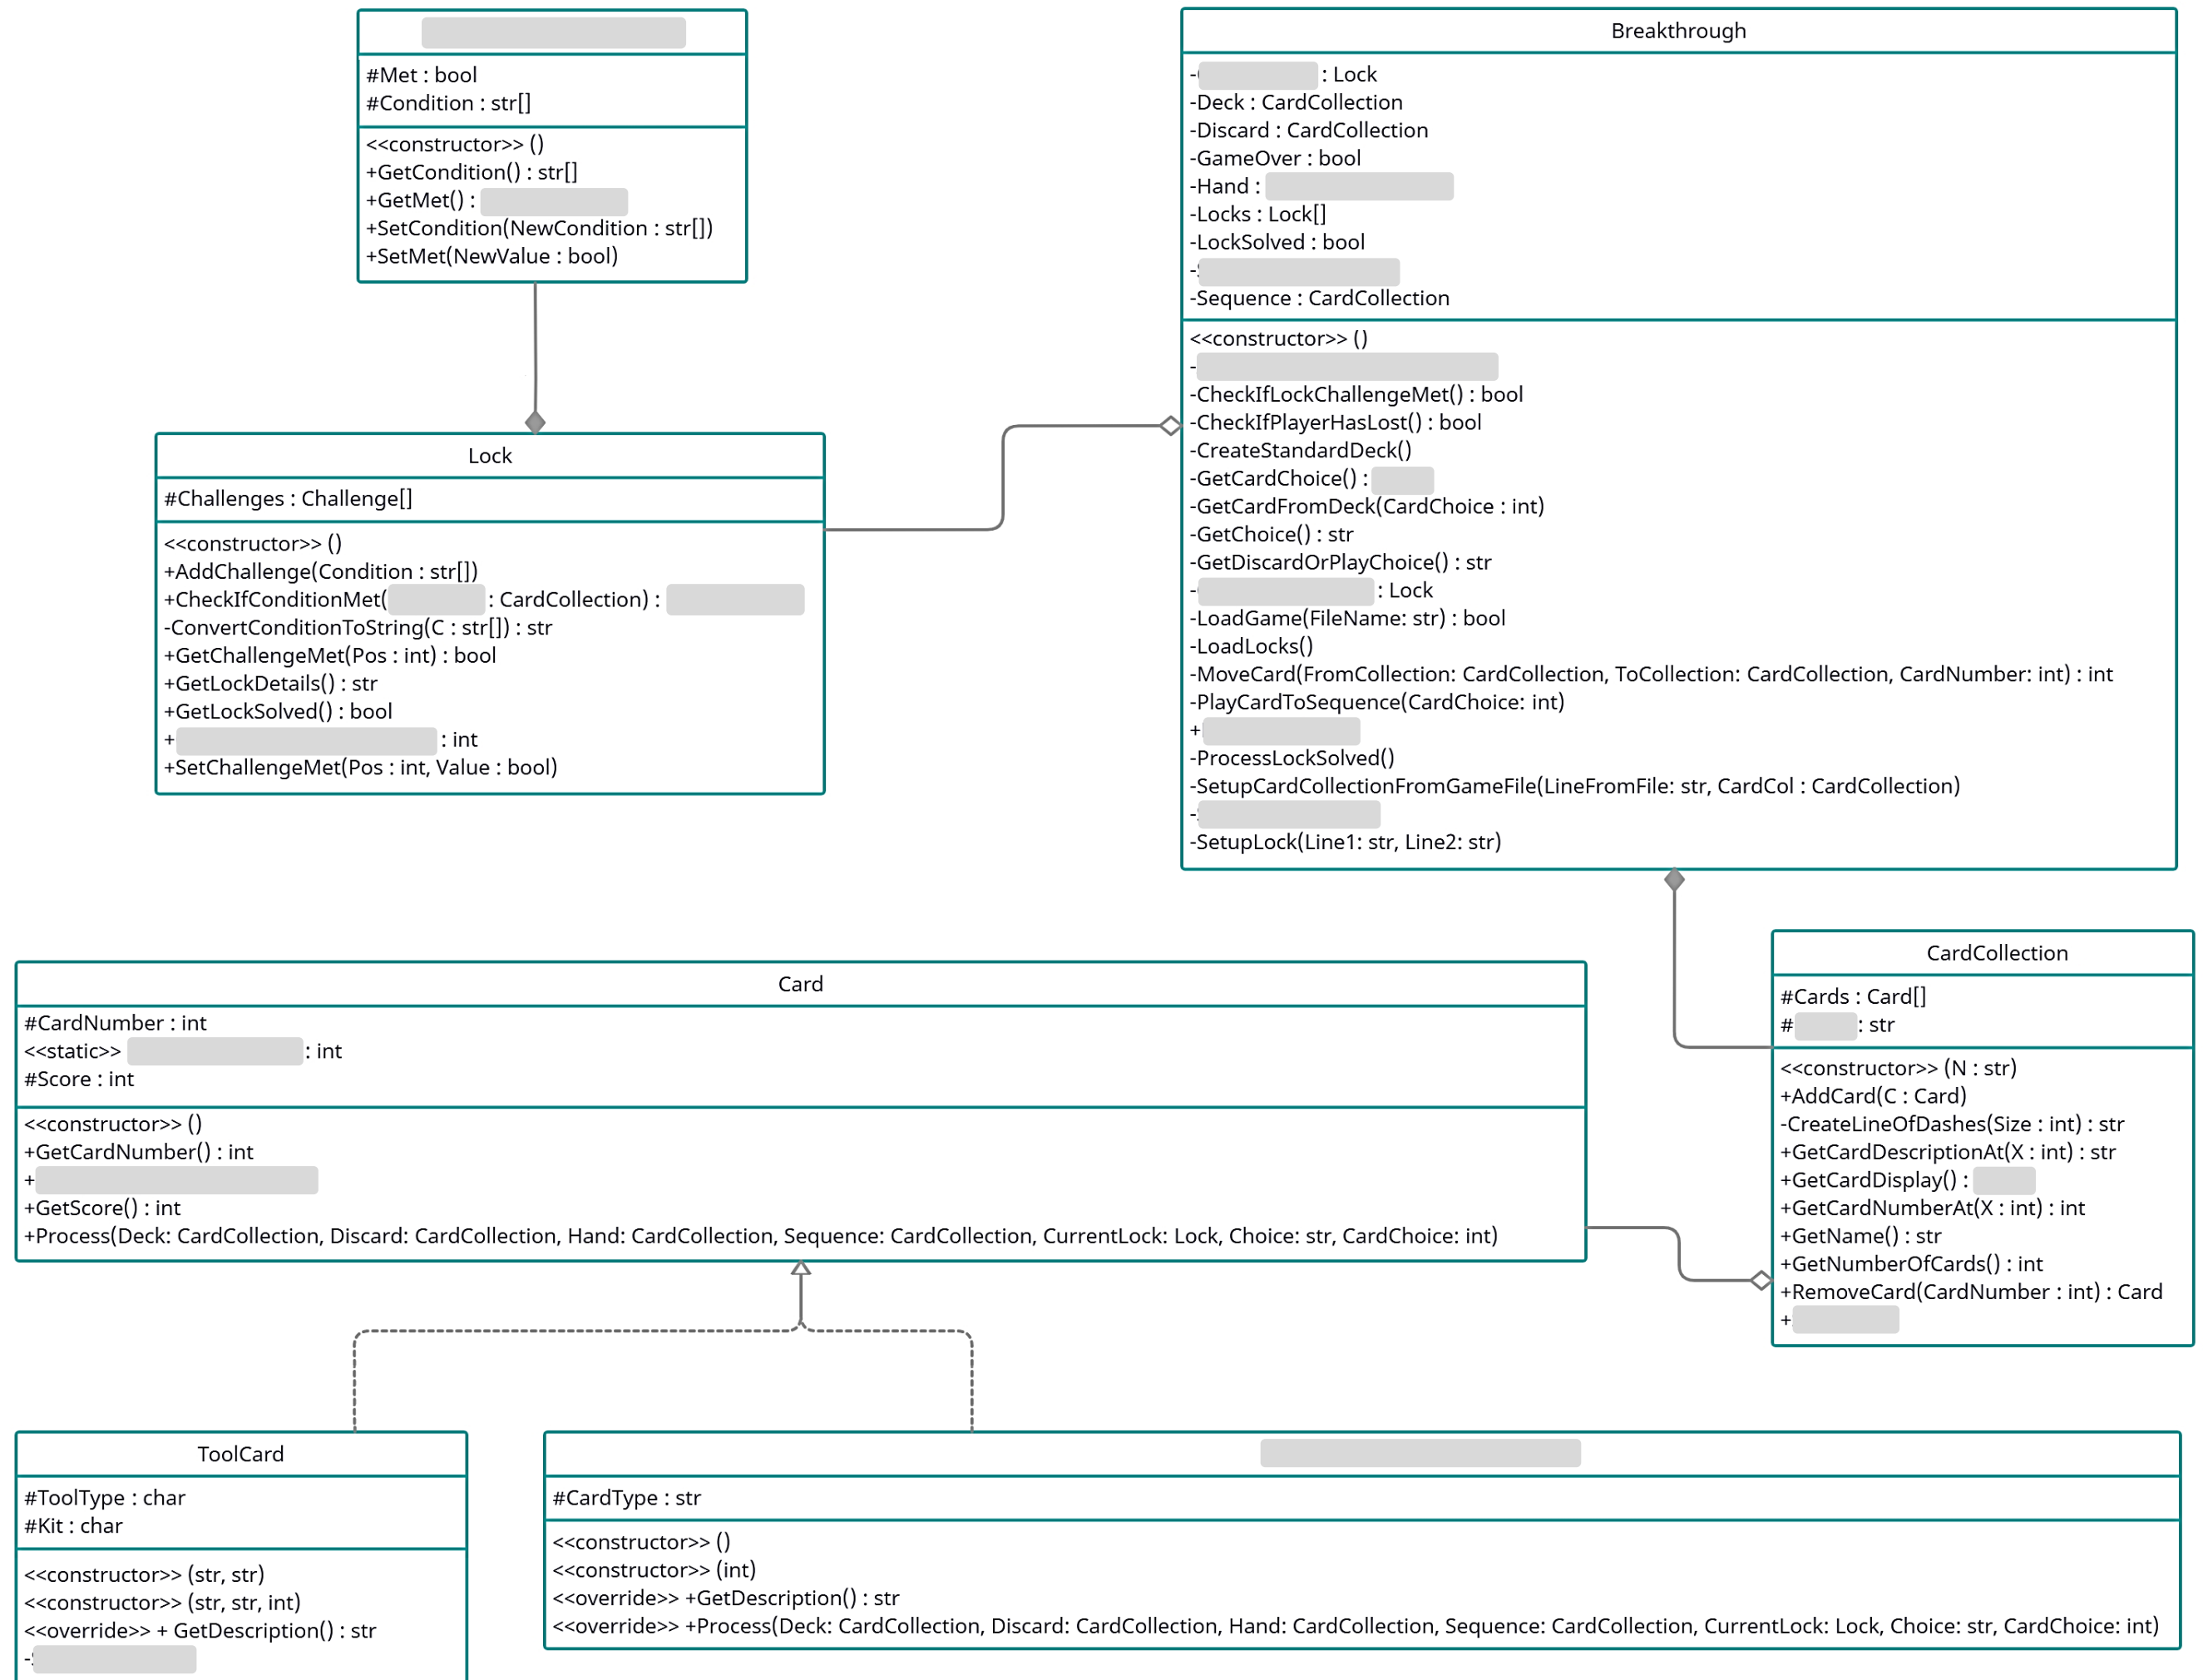 #Met : bool
#Condition : str[]
<<constructor>> ()
+GetCondition() : str[]
+GetMet() :
+SetCondition(NewCondition : str[])
+SetMet(NewValue : bool)
Breakthrough
- : Lock
-Deck : CardCollection
-Discard : CardCollection
-GameOver : bool
-Hand :
-Locks : Lock[]
-LockSolved : bool
-
-Sequence : CardCollection
<<constructor>> ()
-
-CheckIfLockChallengeMet() : bool
-CheckIfPlayerHasLost() : bool
-CreateStandardDeck()
-GetCardChoice() :
-GetCardFromDeck(CardChoice : int)
-GetChoice() : str
-GetDiscardOrPlayChoice() : str
- : Lock
-LoadGame(FileName: str) : bool
-LoadLocks()
-MoveCard(FromCollection: CardCollection, ToCollection: CardCollection, CardNumber: int) : int
-PlayCardToSequence(CardChoice: int)
+
-ProcessLockSolved()
-SetupCardCollectionFromGameFile(LineFromFile: str, CardCol : CardCollection)
-
-SetupLock(Line1: str, Line2: str)
Lock
#Challenges : Challenge[]
<<constructor>> ()
+AddChallenge(Condition : str[])
+CheckIfConditionMet( : CardCollection) :
-ConvertConditionToString(C : str[]) : str
+GetChallengeMet(Pos : int) : bool
+GetLockDetails() : str
+GetLockSolved() : bool
+ : int
+SetChallengeMet(Pos : int, Value : bool)
CardCollection
#Cards : Card[]
# : str
<<constructor>> (N : str)
+AddCard(C : Card)
-CreateLineOfDashes(Size : int) : str
+GetCardDescriptionAt(X : int) : str
+GetCardDisplay() :
+GetCardNumberAt(X : int) : int
+GetName() : str
+GetNumberOfCards() : int
+RemoveCard(CardNumber : int) : Card
+
Card
#CardNumber : int
<<static>> : int
#Score : int
<<constructor>> ()
+GetCardNumber() : int
+
+GetScore() : int
+Process(Deck: CardCollection, Discard: CardCollection, Hand: CardCollection, Sequence: CardCollection, CurrentLock: Lock, Choice: str, CardChoice: int)
ToolCard
#ToolType : char
#Kit : char
<<constructor>> (str, str)
<<constructor>> (str, str, int)
<<override>> + GetDescription() : str
-
#CardType : str
<<constructor>> ()
<<constructor>> (int)
<<override>> +GetDescription() : str
<<override>> +Process(Deck: CardCollection, Discard: CardCollection, Hand: CardCollection, Sequence: CardCollection, CurrentLock: Lock, Choice: str, CardChoice: int)